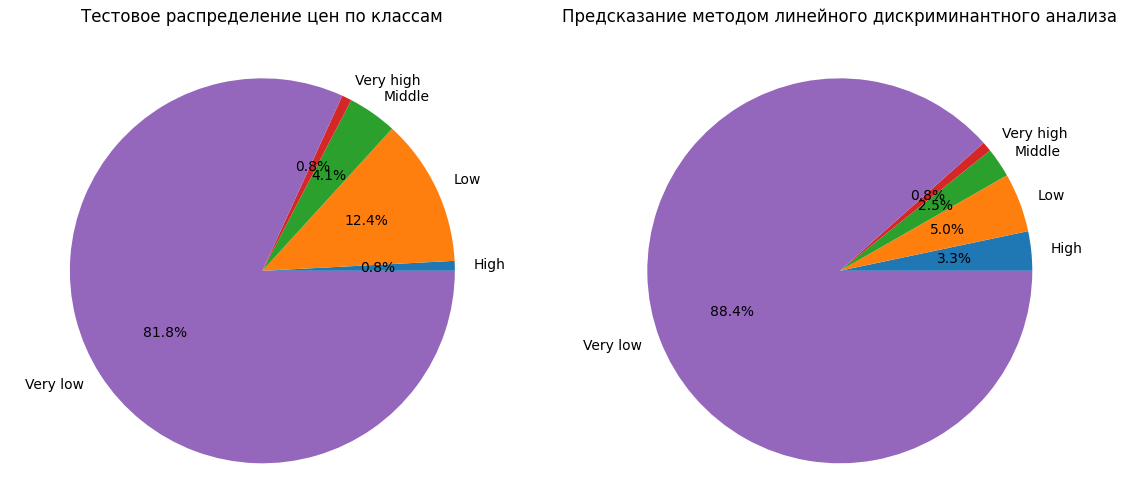 Тестовое распределение цен по классам
Very high
Middle
0.8%
4.1%
Low
12.4%
High
0.8%
81.8%
Very low
Предсказание методом линейного дискриминантного анализа
Very high
Middle
0.8%
2.5%
Low
5.0%
High
3.3%
88.4%
Very low